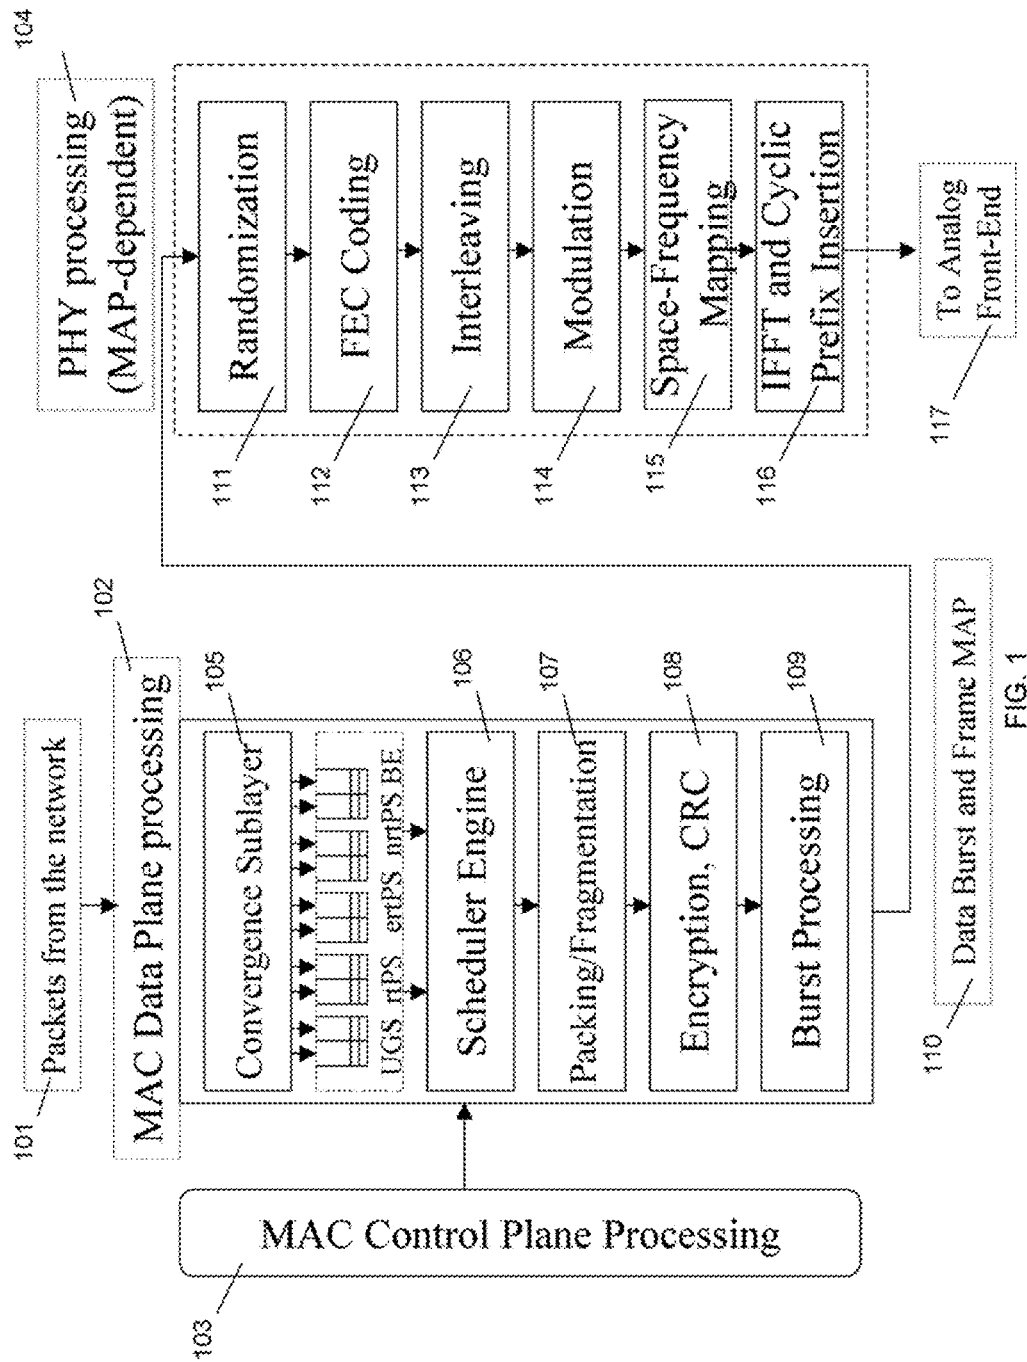 101
Packets from the network
102
MAC Data Plane processing
103
MAC Control Plane Processing
105
Convergence Sublayer
UGS rtPS ertPS nrtPS BE
106
Scheduler Engine
107
Packing/Fragmentation
108
Encryption, CRC
109
Burst Processing
110
Data Burst and Frame MAP
104
PHY processing
(MAP-dependent)
111
Randomization
112
FEC Coding
113
Interleaving
114
Modulation
115
Space-Frequency
Mapping
116
IFFT and Cyclic
Prefix Insertion
117
To Analog
Front-End
FIG. 1